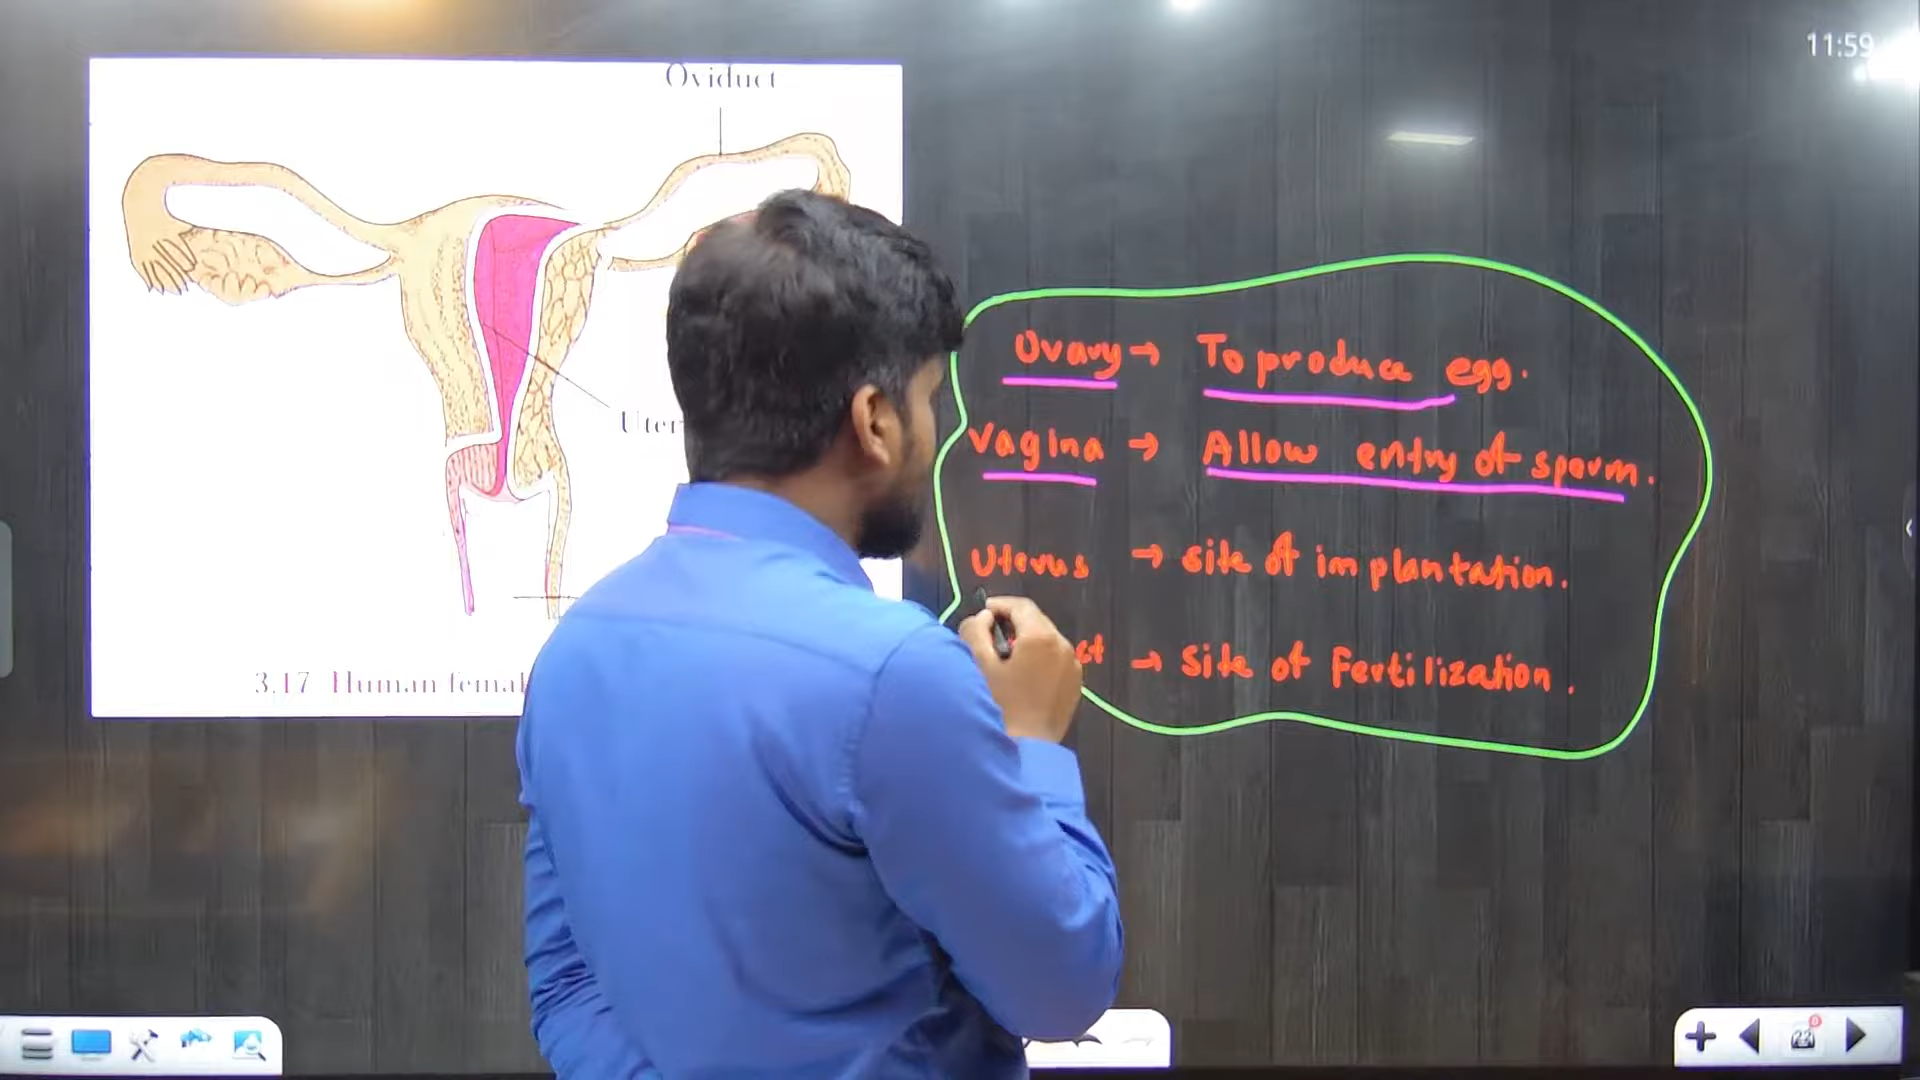 11:59
Oviduct
Uter
3.17 Human femal
Ovary → To produce egg.
Vagina → Allow entry of sperm.
Uterus → site of implantation.
ct → Site of Fertilization.